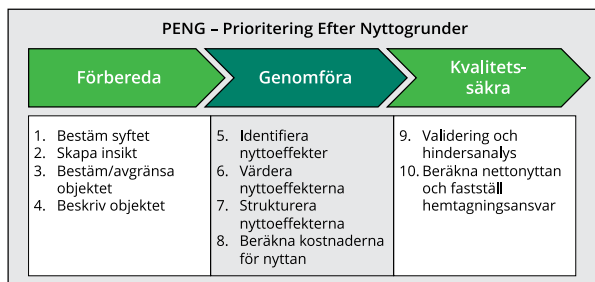 PENG – Prioritering Efter Nyttogrunder
Förbereda
Genomföra
Kvalitets-
säkra
1. Bestäm syftet
2. Skapa insikt
3. Bestäm/avgränsa
objektet
4. Beskriv objektet
5. Identifiera
nyttoeffekter
6. Värdera
nyttoeffekterna
7. Strukturera
nyttoeffekterna
8. Beräkna kostnaderna
för nyttan
9. Validering och
hindersanalys
10. Beräkna nettonyttan
och fastställ
hemtagningsansvar